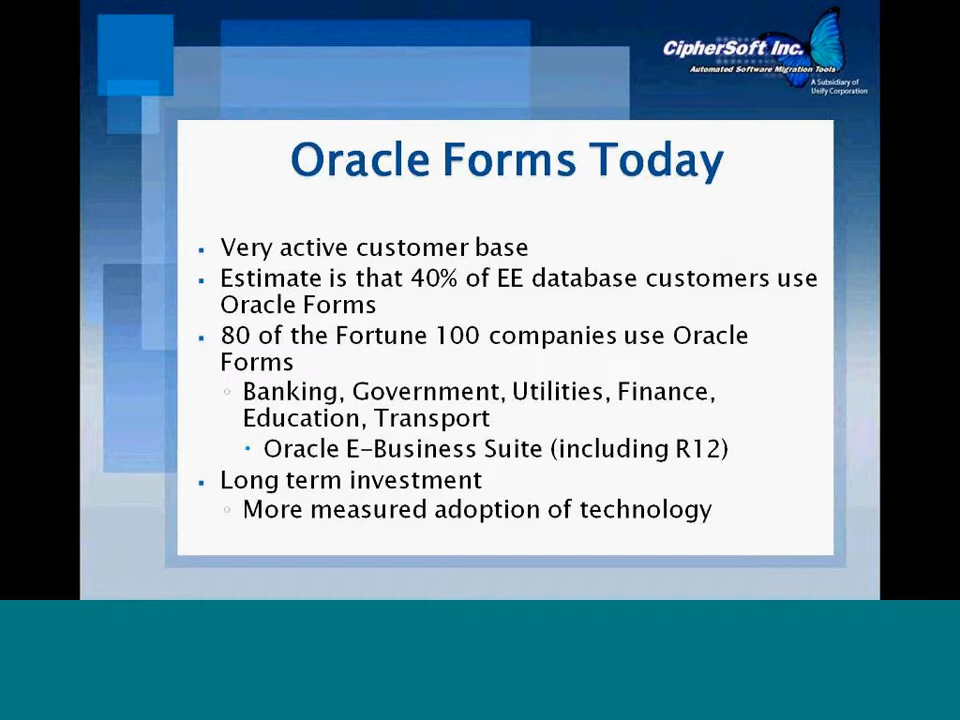 CipherSoft Inc.
Automated Software Migration Tools
A Subsidiary of
Unify Corporation
Oracle Forms Today
Very active customer base
Estimate is that 40% of EE database customers use
Oracle Forms
80 of the Fortune 100 companies use Oracle
Forms
Banking, Government, Utilities, Finance,
Education, Transport
Oracle E-Business Suite (including R12)
Long term investment
More measured adoption of technology